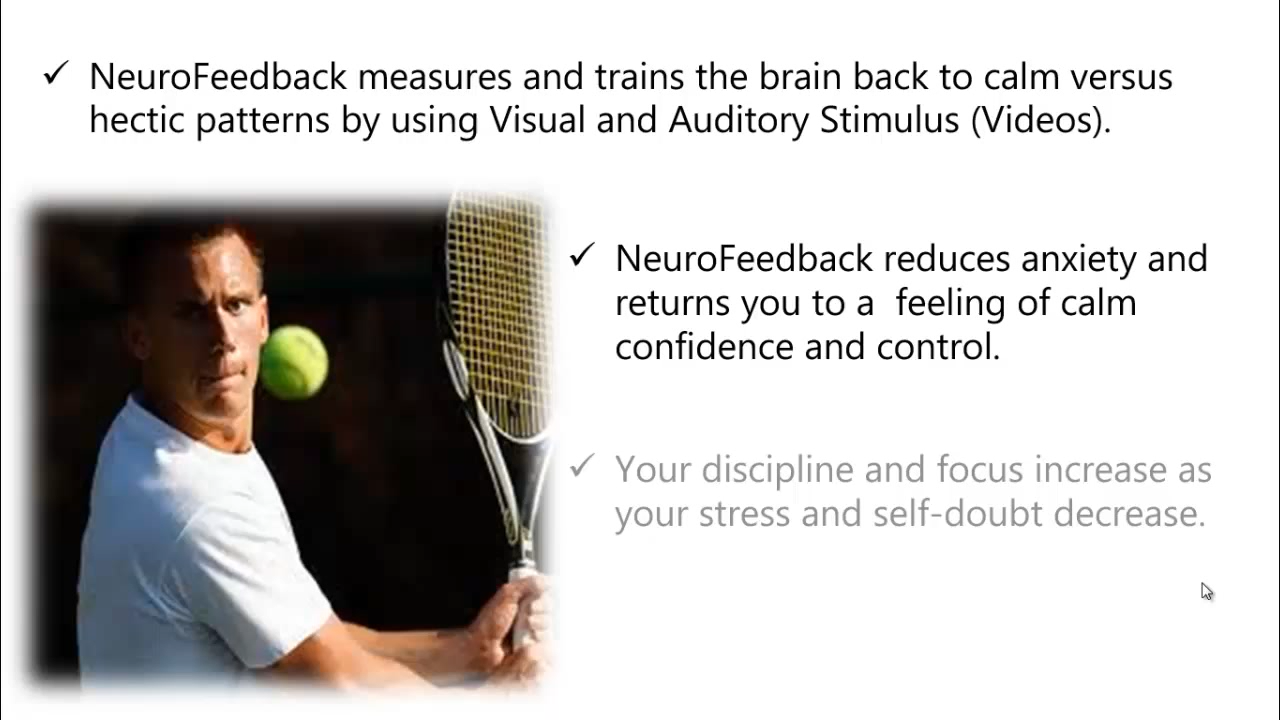 ✓ NeuroFeedback measures and trains the brain back to calm versus
hectic patterns by using Visual and Auditory Stimulus (Videos).
✓ NeuroFeedback reduces anxiety and
returns you to a  feeling of calm
confidence and control.
✓ Your discipline and focus increase as
your stress and self-doubt decrease.